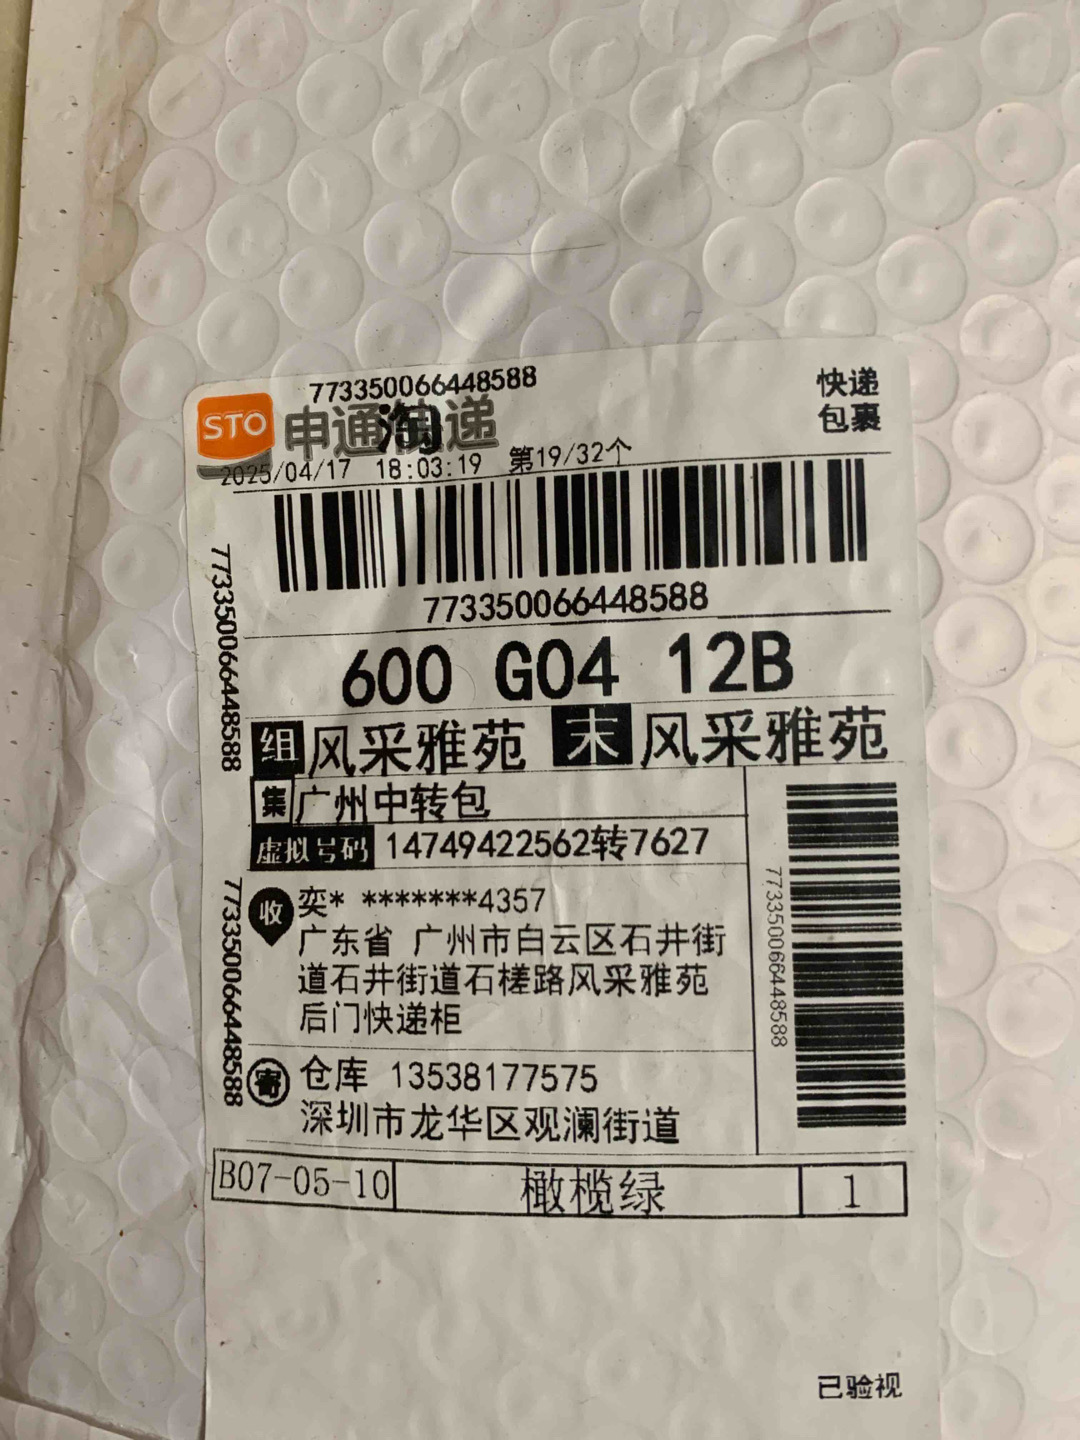 773350066448588
快递
包裹
STO 申通快递
淘
2025/04/17 18:03:19 第19/32个
773350066448588
600 G04 12B
组 风采雅苑 末 风采雅苑
集 广州中转包
虚拟号码 14749422562转7627
收 奕* *******4357
广东省 广州市白云区石井街
道石井街道石槎路风采雅苑
后门快递柜
寄 仓库 13538177575
深圳市龙华区观澜街道
B07-05-10 橄榄绿 1
773350066448588
773350066448588
773350066448588
已验视